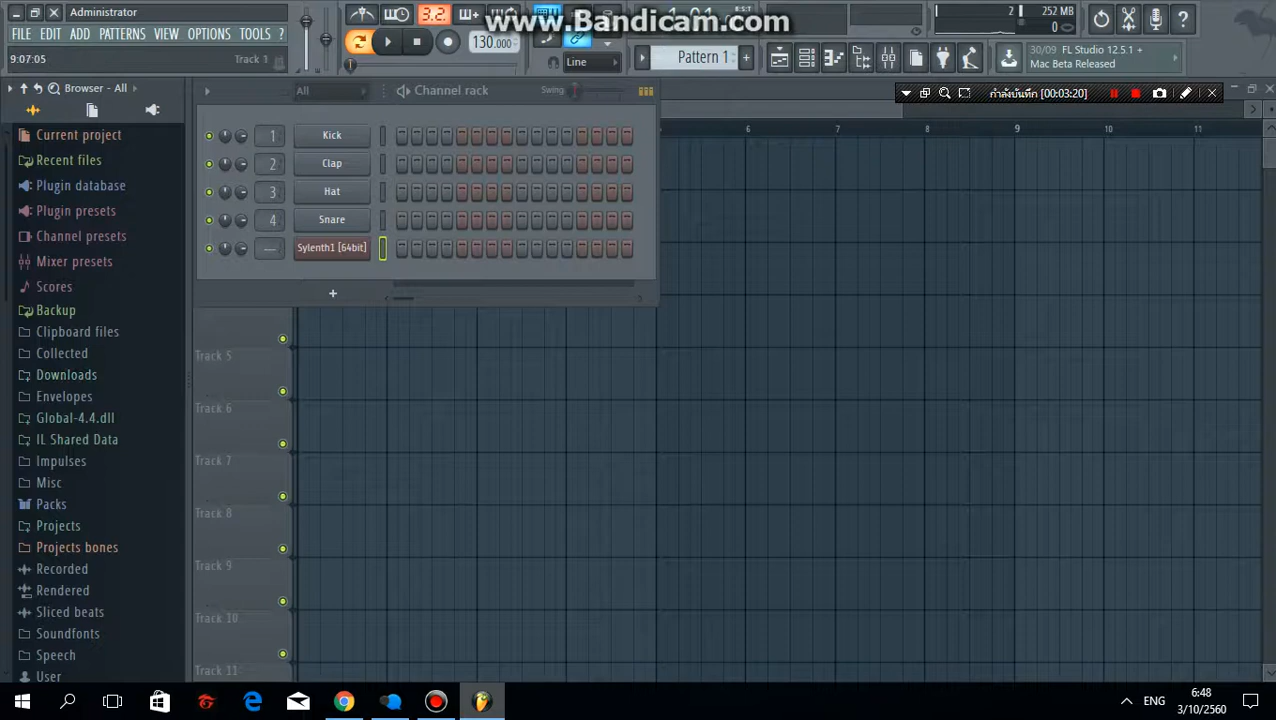 www.Bandicam.com
Administrator
3.2.
2
252 MB
0
FILE EDIT ADD PATTERNS VIEW OPTIONS TOOLS ?
130.000
9:07:05
Track 1
Line
Pattern 1
30/09 FL Studio 12.5.1 +
Mac Beta Released
Browser - All
All
Channel rack
Swing
กำลังบันทึก [00:03:20]
6 7 8 9 10 11
Current project
Recent files
Plugin database
Plugin presets
Channel presets
Mixer presets
Scores
Backup
Clipboard files
Collected
Downloads
Envelopes
Global-4.4.dll
IL Shared Data
Impulses
Misc
Packs
Projects
Projects bones
Recorded
Rendered
Sliced beats
Soundfonts
Speech
User
1 Kick
2 Clap
3 Hat
4 Snare
--- Sylenth1 [64bit]
+
Track 5
Track 6
Track 7
Track 8
Track 9
Track 10
Track 11
ENG
6:48
3/10/2560